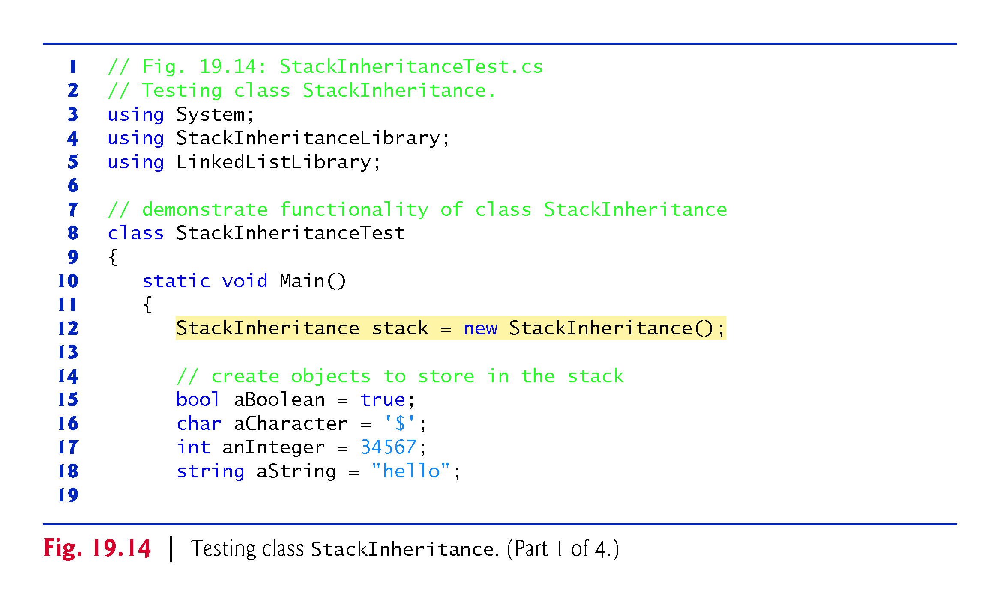 1 // Fig. 19.14: StackInheritanceTest.cs
2 // Testing class StackInheritance.
3 using System;
4 using StackInheritanceLibrary;
5 using LinkedListLibrary;
6
7 // demonstrate functionality of class StackInheritance
8 class StackInheritanceTest
9 {
10 static void Main()
11 {
12 StackInheritance stack = new StackInheritance();
13
14 // create objects to store in the stack
15 bool aBoolean = true;
16 char aCharacter = '$';
17 int anInteger = 34567;
18 string aString = "hello";
19
Fig. 19.14 | Testing class StackInheritance. (Part 1 of 4.)